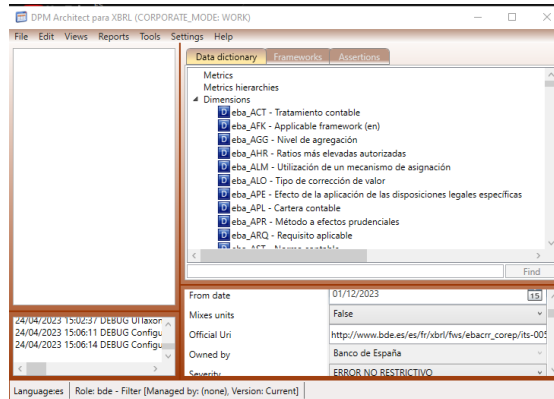 DPM Architect para XBRL (CORPORATE_MODE: WORK)
File Edit Views Reports Tools Settings Help
Data dictionary Frameworks Assertions
Metrics
Metrics hierarchies
Dimensions
eba_ACT - Tratamiento contable
eba_AFK - Applicable framework (en)
eba_AGG - Nivel de agregación
eba_AHR - Ratios más elevadas autorizadas
eba_ALM - Utilización de un mecanismo de asignación
eba_ALO - Tipo de corrección de valor
eba_APE - Efecto de la aplicación de las disposiciones legales específicas
eba_APL - Cartera contable
eba_APR - Método a efectos prudenciales
eba_ARQ - Requisito aplicable
eba_AST - Norma contable
Find
From date 01/12/2023 15
Mixes units False
Official Uri http://www.bde.es/es/fr/xbrl/fws/ebacrr_corep/its-005
Owned by Banco de España
Severity ERROR NO RESTRICTIVO
24/04/2023 15:02:37 DEBUG UITaxon
24/04/2023 15:06:11 DEBUG Configu
24/04/2023 15:06:14 DEBUG Configu
Language:es Role: bde - Filter [Managed by: (none), Version: Current]